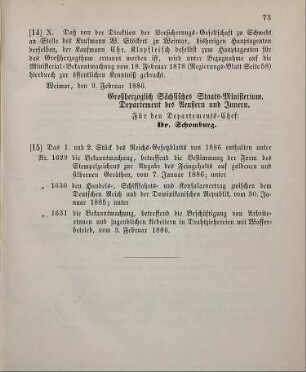 73
[14] X. Daß von der Direktion der Versicherungs-Gesellschaft zu Schwedt
an Stelle des Kaufmann W. Stöckert zu Weimar, bisherigen Hauptagenten
derselben, der Kaufmann Chr. Klopfleisch daselbst zum Hauptagenten für
das Großherzogthum ernannt worden ist, wird unter Bezugnahme auf die
Ministerial-Bekanntmachung vom 18. Februar 1878 (Regierungs-Blatt Seite 58)
hierdurch zur öffentlichen Kenntniß gebracht.
Weimar, den 9. Februar 1886.
Großherzoglich Sächsisches Staats-Ministerium,
Departement des Aeußern und Innern.
Für den Departements-Chef:
Dr. Schomburg.
[15] Das 1. und 2. Stück des Reichs-Gesetzblatts von 1886 enthalten unter
Nr. 1629 die Bekanntmachung, betreffend die Bestimmung der Form des
Stempelzeichens zur Angabe des Feingehalts auf goldenen und
silbernen Geräthen, vom 7. Januar 1886; unter
„ 1630 den Handels-, Schifffahrts- und Konsularvertrag zwischen dem
Deutschen Reich und der Dominikanischen Republik, vom 30. Ja-
nuar 1885; unter
„ 1631 die Bekanntmachung, betreffend die Beschäftigung von Arbeite-
rinnen und jugendlichen Arbeitern in Drahtziehereien mit Wasser-
betrieb, vom 3. Februar 1886.